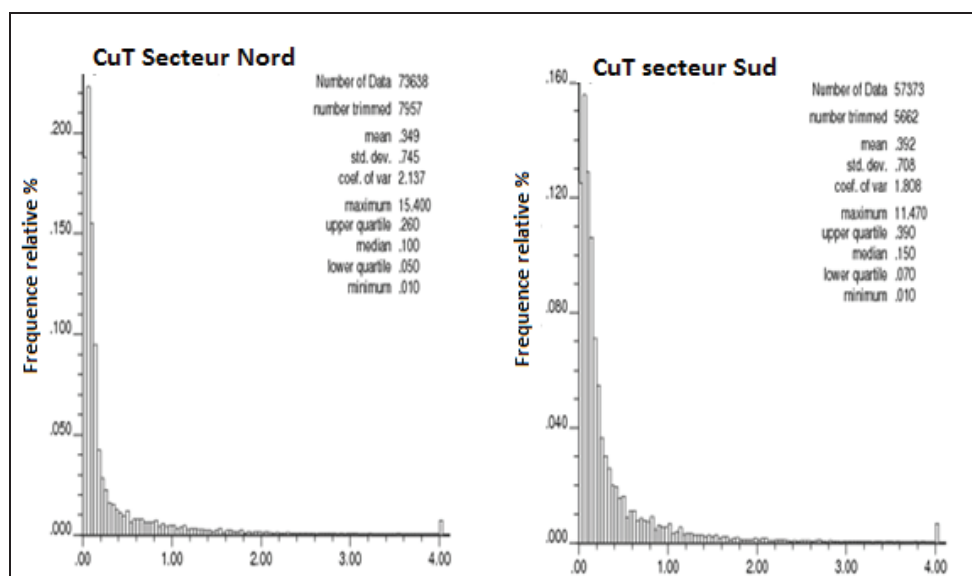 CuT Secteur Nord
Number of Data 73638
number trimmed 7957
mean .349
std. dev. .745
coef. of var 2.137
maximum 15.400
upper quartile .260
median .100
lower quartile .050
minimum .010
Frequence relative %
.200
.150
.100
.050
.000
.00 1.00 2.00 3.00 4.00
CuT secteur Sud
Number of Data 57373
number trimmed 5662
mean .392
std. dev. .708
coef. of var 1.808
maximum 11.470
upper quartile .390
median .150
lower quartile .070
minimum .010
Frequence relative %
.160
.120
.080
.040
.000
.00 1.00 2.00 3.00 4.00